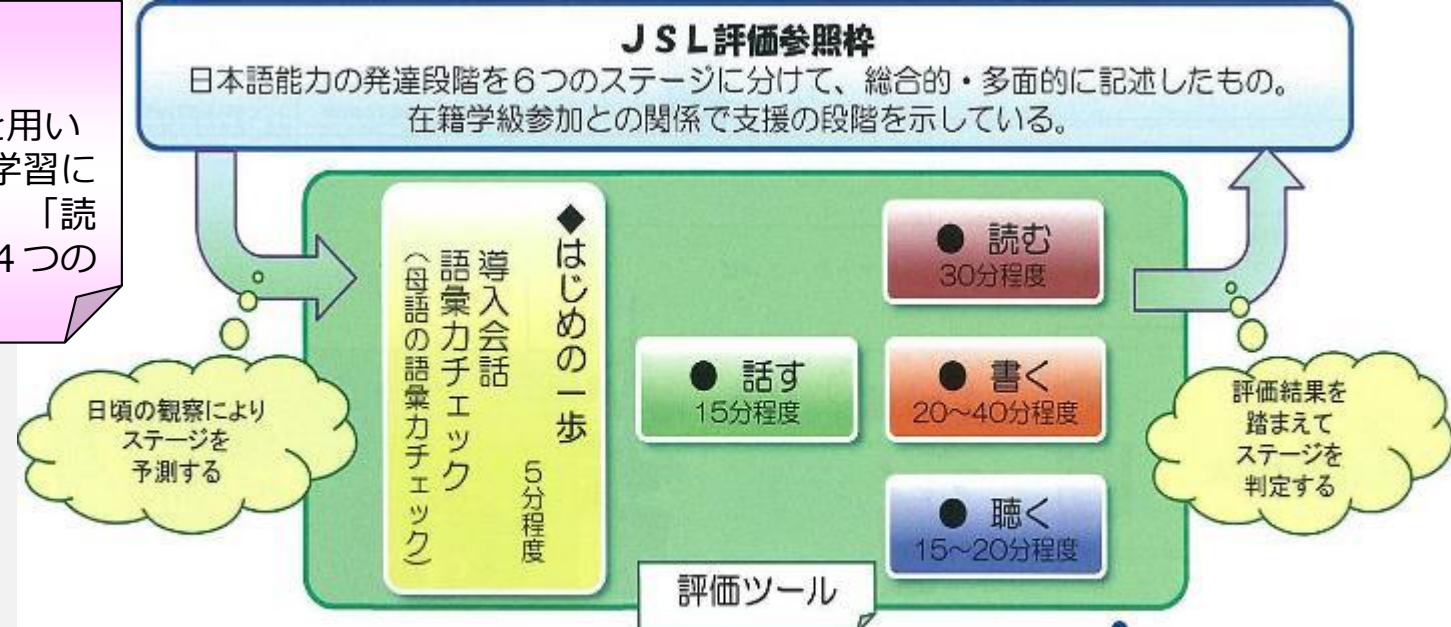 ＪＳＬ評価参照枠
日本語能力の発達段階を６つのステージに分けて、総合的・多面的に記述したもの。
在籍学級参加との関係で支援の段階を示している。
用い
学習に
「読
４つの
日頃の観察により
ステージを
予測する
◆はじめの一歩
５分程度
導入会話
語彙力チェック
（母語の語彙力チェック）
● 話す
15分程度
● 読む
30分程度
● 書く
20～40分程度
● 聴く
15～20分程度
評価ツール
評価結果を
踏まえて
ステージを
判定する